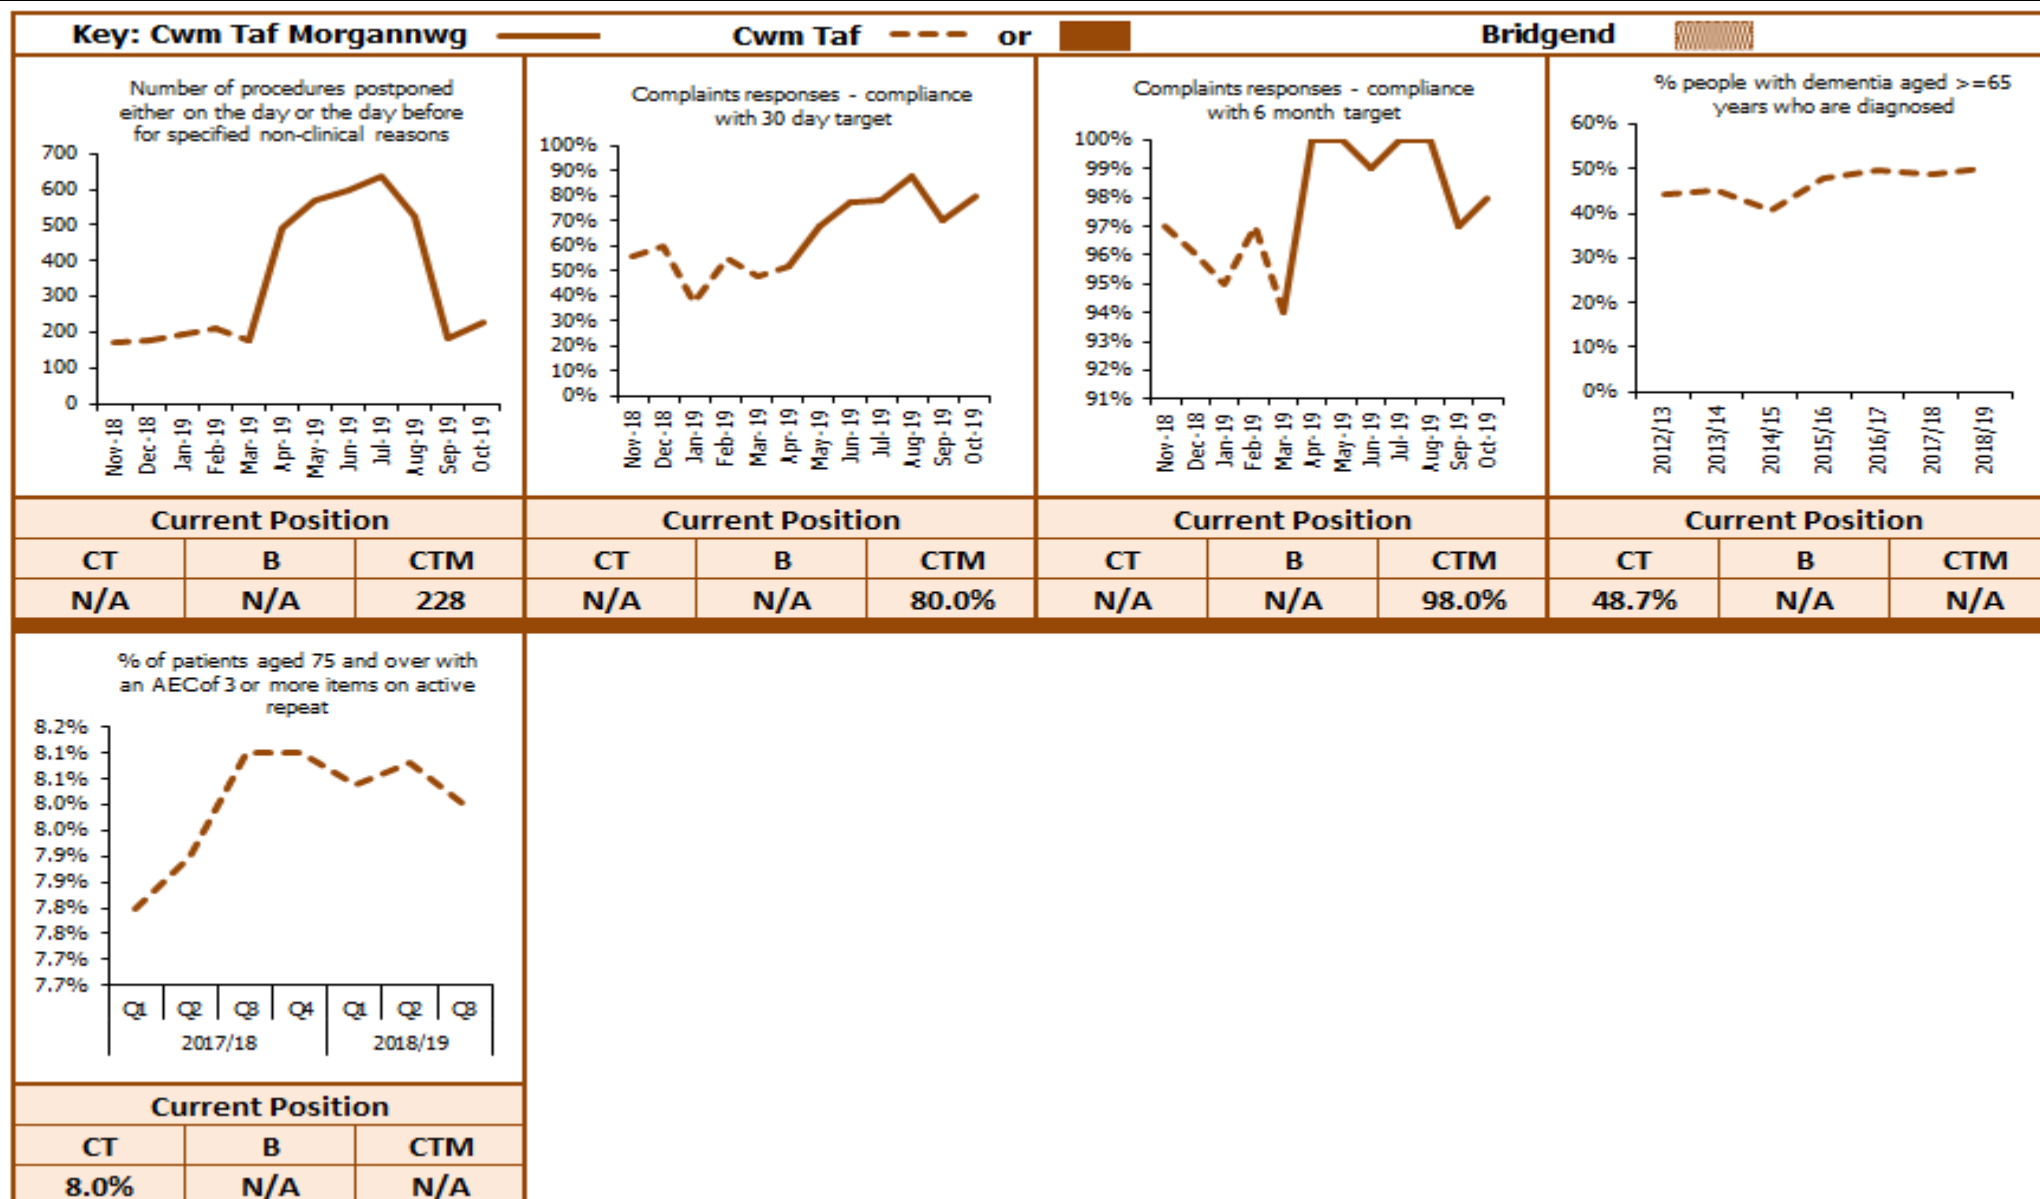 Key: Cwm Taf Morgannwg
Cwm Taf or
Bridgend
Number of procedures postponed
either on the day or the day before
for specified non-clinical reasons
700
600
500
400
300
200
100
0
Nov-18
Dec-18
Jan-19
Feb-19
Mar-19
Apr-19
May-19
Jun-19
Jul-19
Aug-19
Sep-19
Oct-19
Complaints responses - compliance
with 30 day target
100%
90%
80%
70%
60%
50%
40%
30%
20%
10%
0%
Nov-18
Dec-18
Jan-19
Feb-19
Mar-19
Apr-19
May-19
Jun-19
Jul-19
Aug-19
Sep-19
Oct-19
Complaints responses - compliance
with 6 month target
100%
99%
98%
97%
96%
95%
94%
93%
92%
91%
Nov-18
Dec-18
Jan-19
Feb-19
Mar-19
Apr-19
May-19
Jun-19
Jul-19
Aug-19
Sep-19
Oct-19
% people with dementia aged >=65
years who are diagnosed
60%
50%
40%
30%
20%
10%
0%
2012/13
2013/14
2014/15
2015/16
2016/17
2017/18
2018/19
Current Position
CT B CTM
N/A N/A 228
Current Position
CT B CTM
N/A N/A 80.0%
Current Position
CT B CTM
N/A N/A 98.0%
Current Position
CT B CTM
48.7% N/A N/A
% of patients aged 75 and over with
an AECof 3 or more items on active
repeat
8.2%
8.1%
8.1%
8.0%
8.0%
7.9%
7.9%
7.8%
7.8%
7.7%
7.7%
Q1 Q2 Q3 Q4 Q1 Q2 Q3
2017/18 2018/19
Current Position
CT B CTM
8.0% N/A N/A